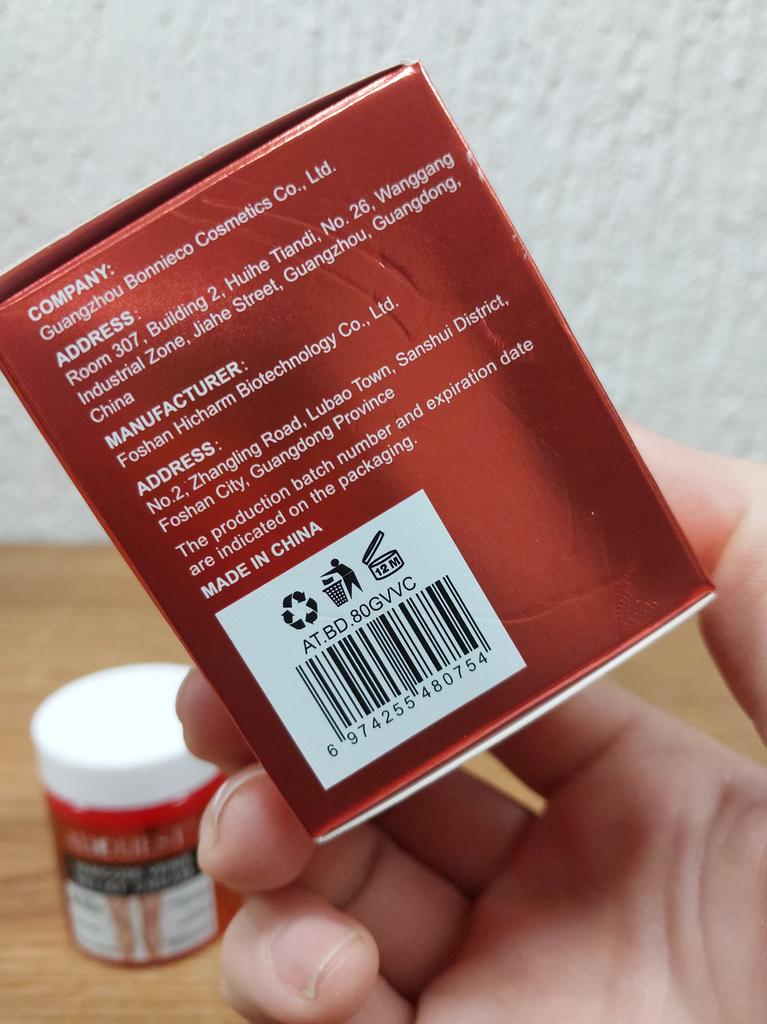 COMPANY:
Guangzhou Bonnieco Cosmetics Co., Ltd.
ADDRESS:
Room 307, Building 2, Huihe Tiandi, No. 26, Wanggang
Industrial Zone, Jiahe Street, Guangzhou, Guangdong,
China
MANUFACTURER:
Foshan Hicharm Biotechnology Co., Ltd.
ADDRESS:
No.2, Zhangling Road, Lubao Town, Sanshui District,
Foshan City, Guangdong Province
The production batch number and expiration date
are indicated on the packaging.
MADE IN CHINA
12 M
AT.BD.80GVVC
6 974255 480754